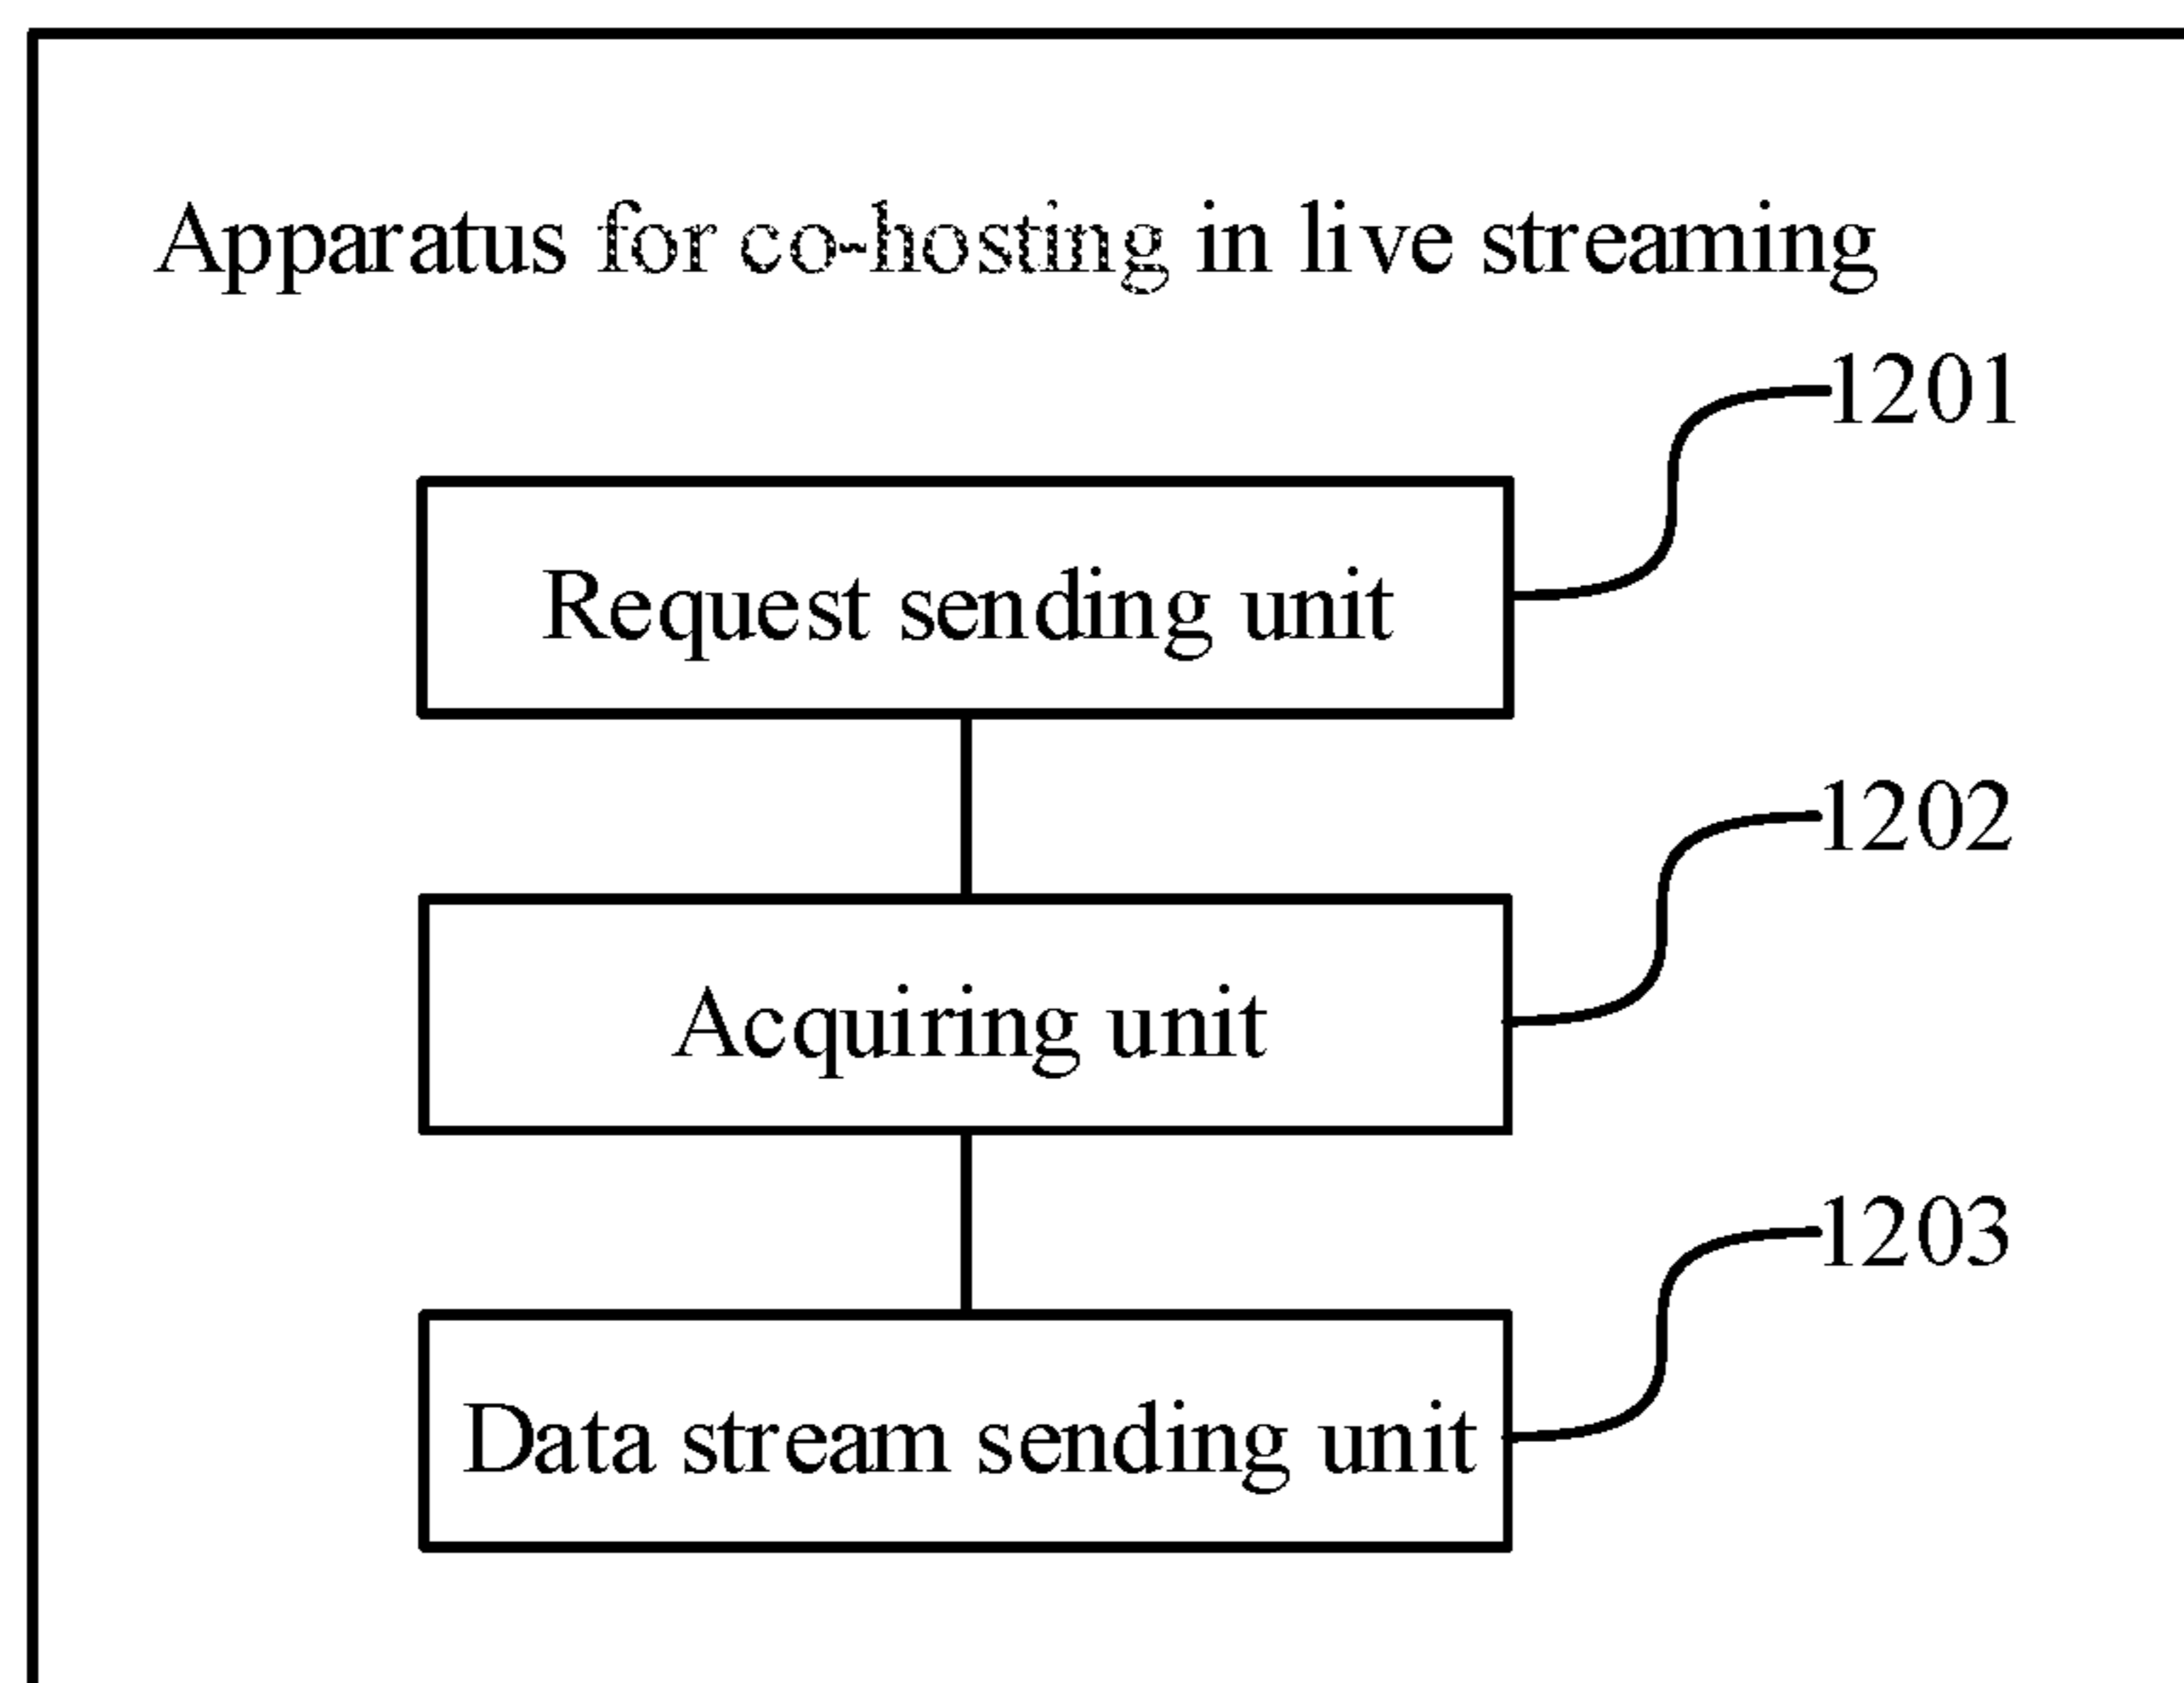 Apparatus for co-hosting in live streaming
1201
Request sending unit
1202
Acquiring unit
1203
Data stream sending unit